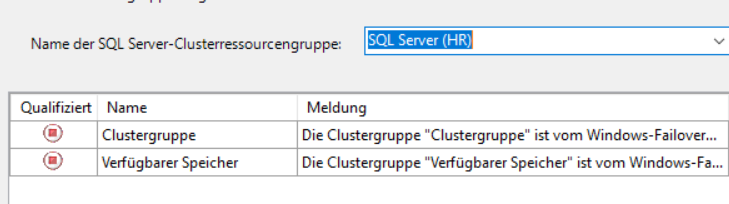 Name der SQL Server-Clusterressourcengruppe: SQL Server (HR)
Qualifiziert Name Meldung
Clustergruppe Die Clustergruppe "Clustergruppe" ist vom Windows-Failover...
Verfügbarer Speicher Die Clustergruppe "Verfügbarer Speicher" ist vom Windows-Fa...